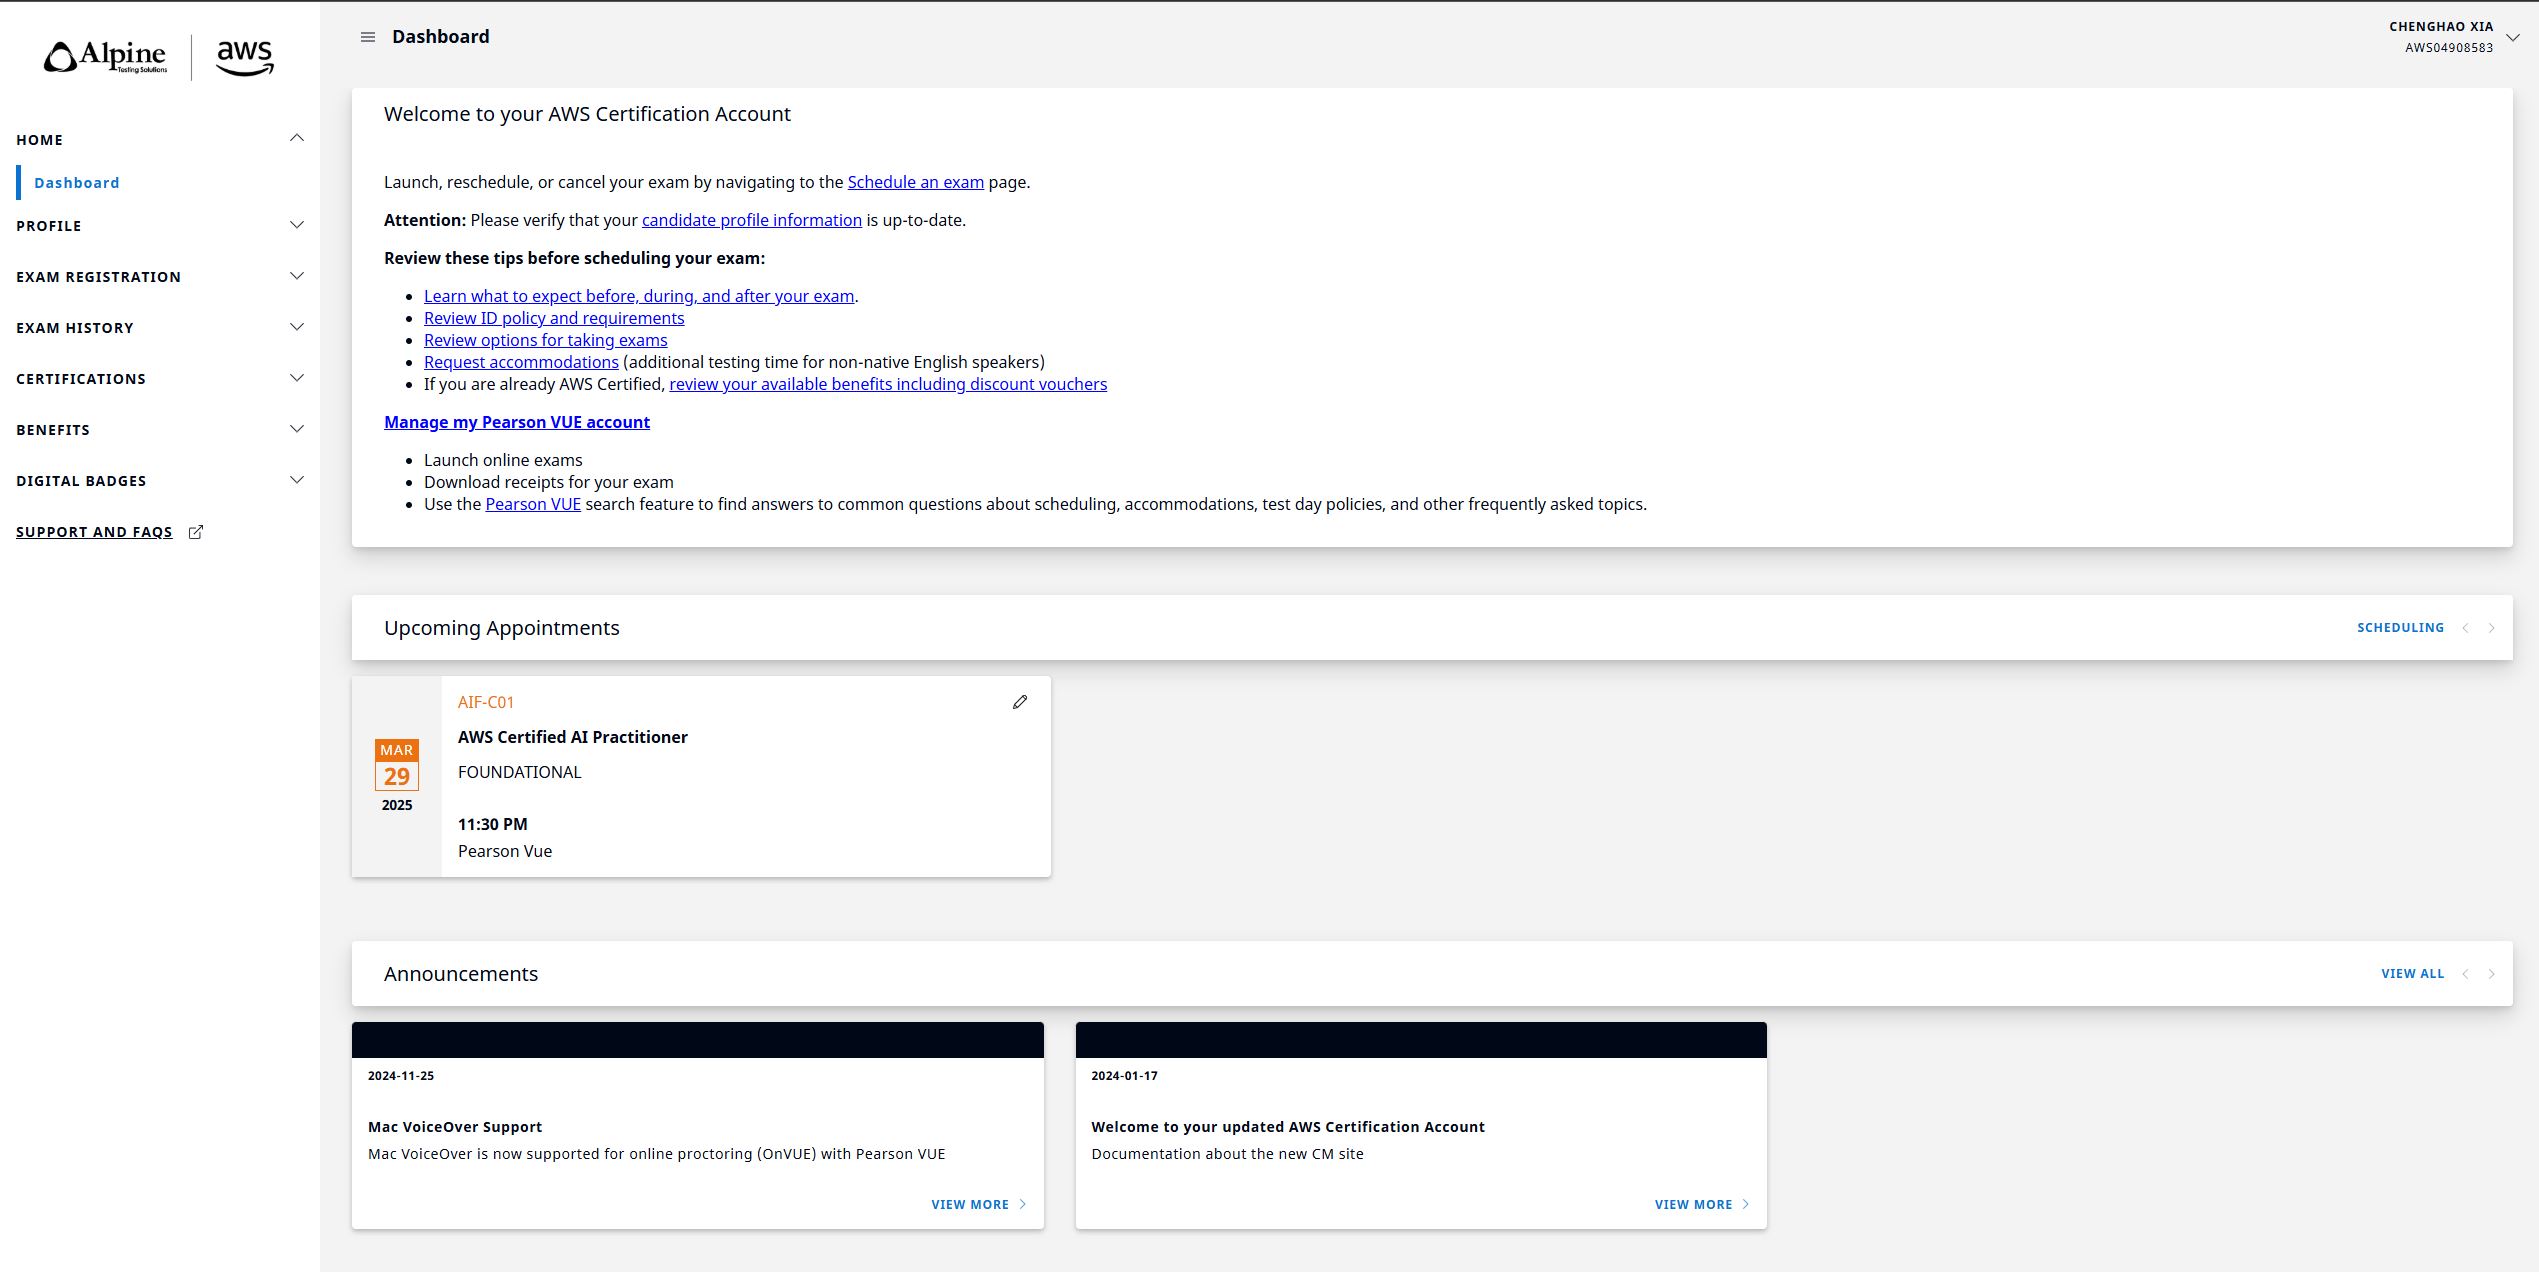 Alpine
Testing Solutions
aws
HOME
Dashboard
PROFILE
EXAM REGISTRATION
EXAM HISTORY
CERTIFICATIONS
BENEFITS
DIGITAL BADGES
SUPPORT AND FAQS
Dashboard
CHENGHAO XIA
AWS04908583
Welcome to your AWS Certification Account
Launch, reschedule, or cancel your exam by navigating to the Schedule an exam page.
Attention: Please verify that your candidate profile information is up-to-date.
Review these tips before scheduling your exam:
• Learn what to expect before, during, and after your exam.
• Review ID policy and requirements
• Review options for taking exams
• Request accommodations (additional testing time for non-native English speakers)
• If you are already AWS Certified, review your available benefits including discount vouchers
Manage my Pearson VUE account
• Launch online exams
• Download receipts for your exam
• Use the Pearson VUE search feature to find answers to common questions about scheduling, accommodations, test day policies, and other frequently asked topics.
Upcoming Appointments
SCHEDULING
MAR
29
2025
AIF-C01
AWS Certified AI Practitioner
FOUNDATIONAL
11:30 PM
Pearson Vue
Announcements
VIEW ALL
2024-11-25
Mac VoiceOver Support
Mac VoiceOver is now supported for online proctoring (OnVUE) with Pearson VUE
VIEW MORE
2024-01-17
Welcome to your updated AWS Certification Account
Documentation about the new CM site
VIEW MORE